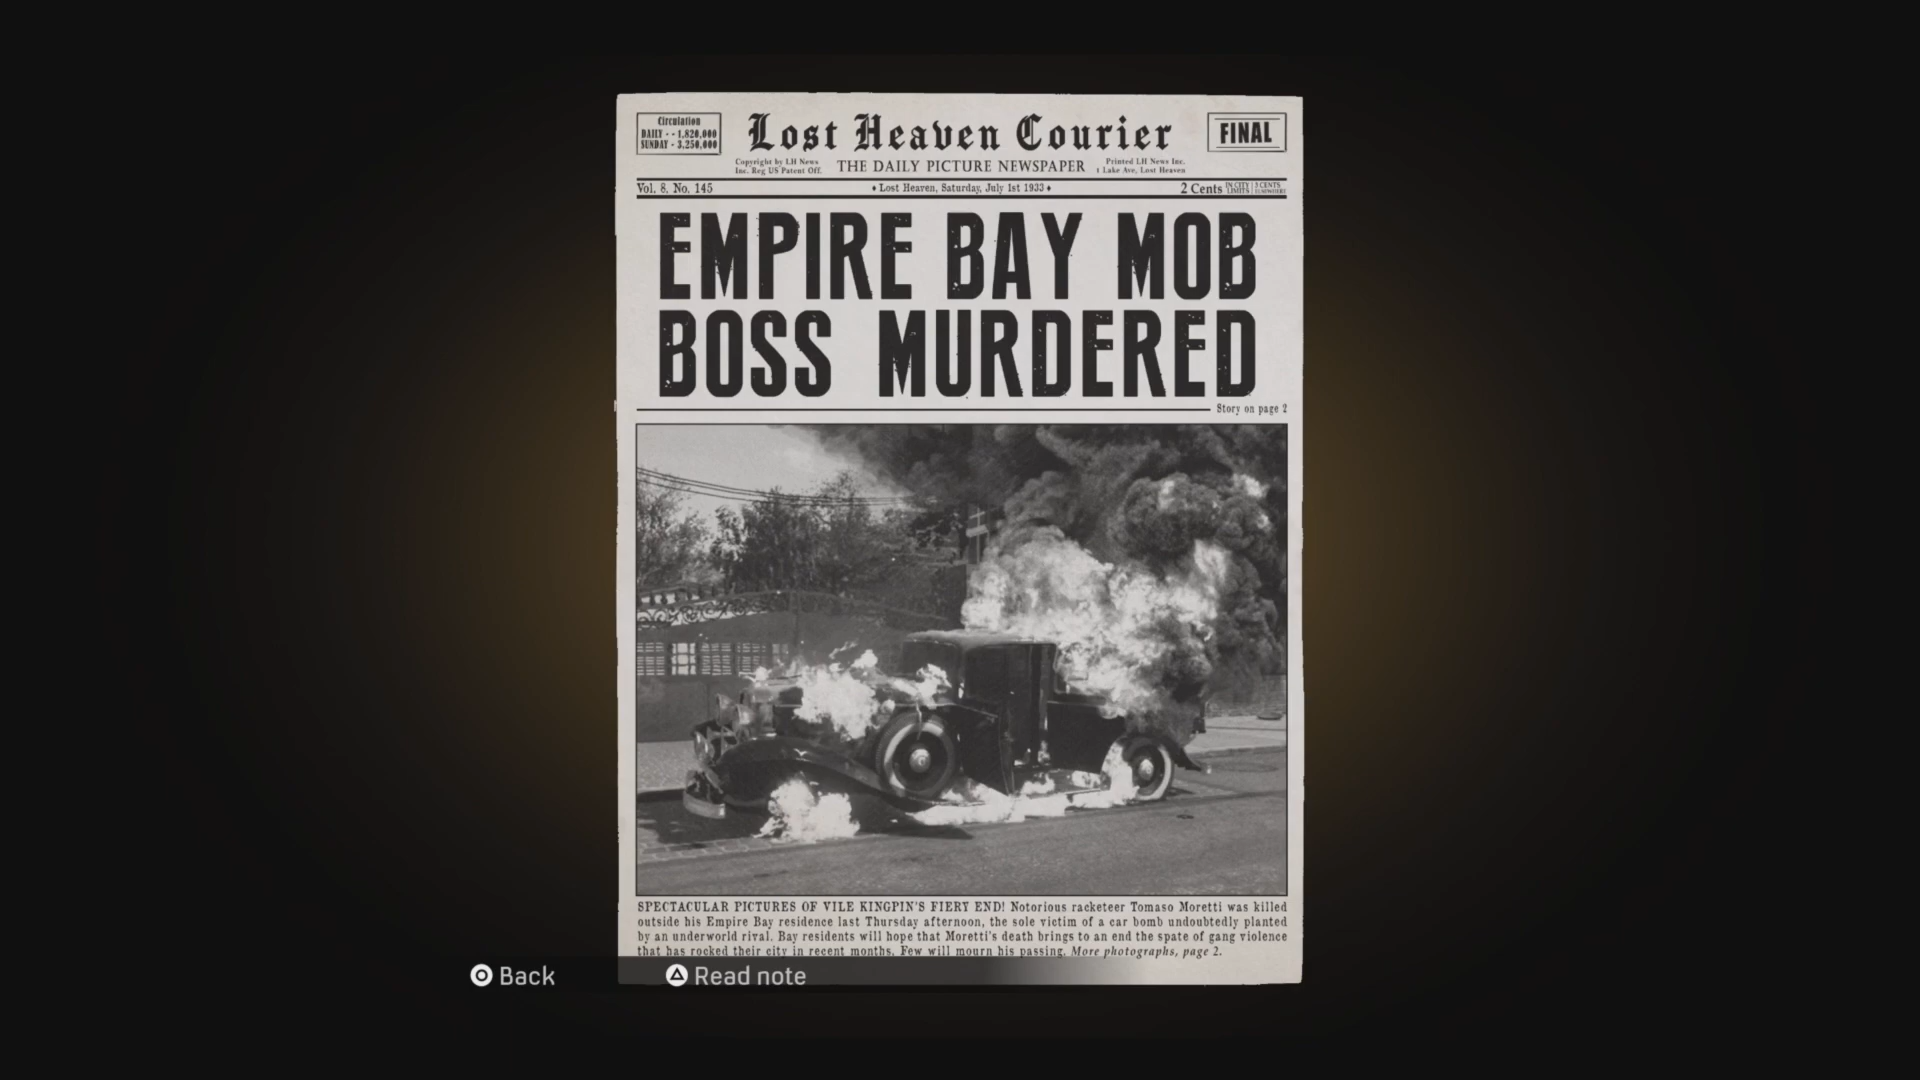 Circulation
DAILY - - 1,820,000
SUNDAY - 3,250,000
Lost Heaven Courier
FINAL
Copyright by LH News
Inc. Reg US Patent Off.
THE DAILY PICTURE NEWSPAPER
Printed LH News Inc.
1 Lake Ave, Lost Heaven
Vol. 8. No. 145
♦ Lost Heaven, Saturday, July 1st 1933 ♦
2 Cents IN CITY LIMITS | 3 CENTS ELSEWHERE
EMPIRE BAY MOB
BOSS MURDERED
Story on page 2
SPECTACULAR PICTURES OF VILE KINGPIN'S FIERY END! Notorious racketeer Tomaso Moretti was killed
outside his Empire Bay residence last Thursday afternoon, the sole victim of a car bomb undoubtedly planted
by an underworld rival. Bay residents will hope that Moretti's death brings to an end the spate of gang violence
that has rocked their city in recent months. Few will mourn his passing. More photographs, page 2.
Back
Read note